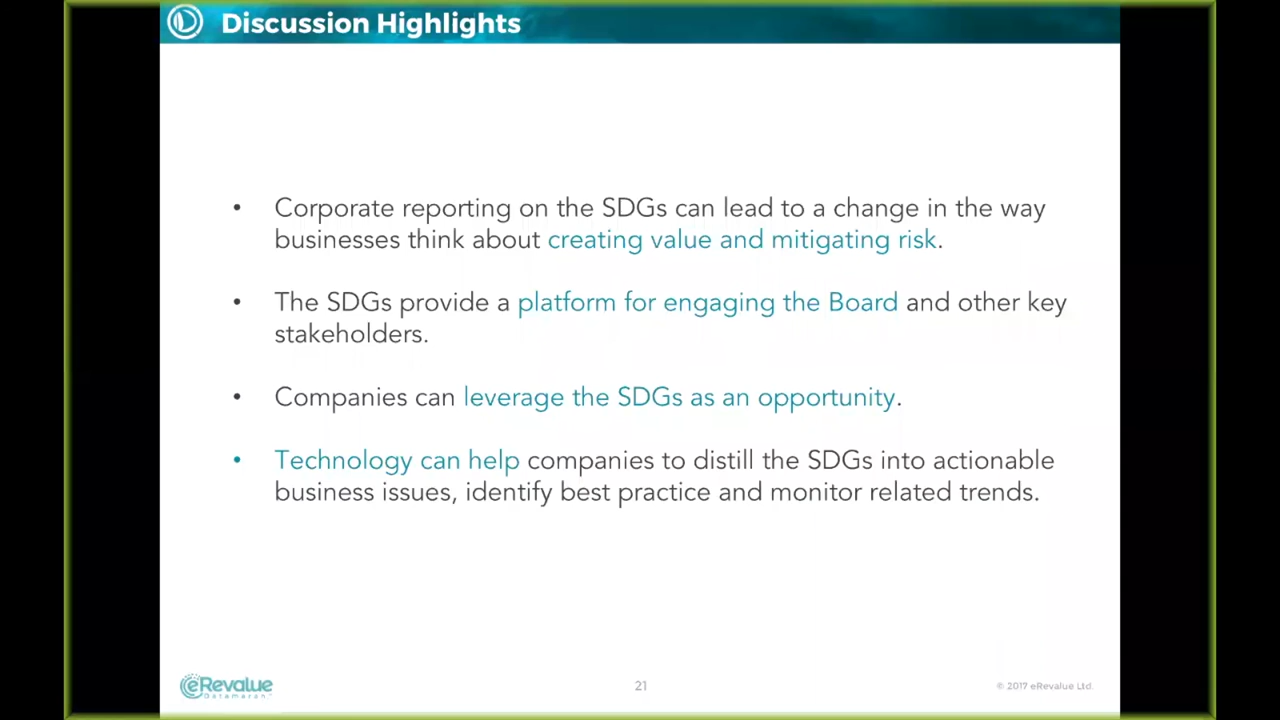 Discussion Highlights
• Corporate reporting on the SDGs can lead to a change in the way
businesses think about creating value and mitigating risk.
• The SDGs provide a platform for engaging the Board and other key
stakeholders.
• Companies can leverage the SDGs as an opportunity.
• Technology can help companies to distill the SDGs into actionable
business issues, identify best practice and monitor related trends.
eRevalue
Datamaran™
21
© 2017 eRevalue Ltd.